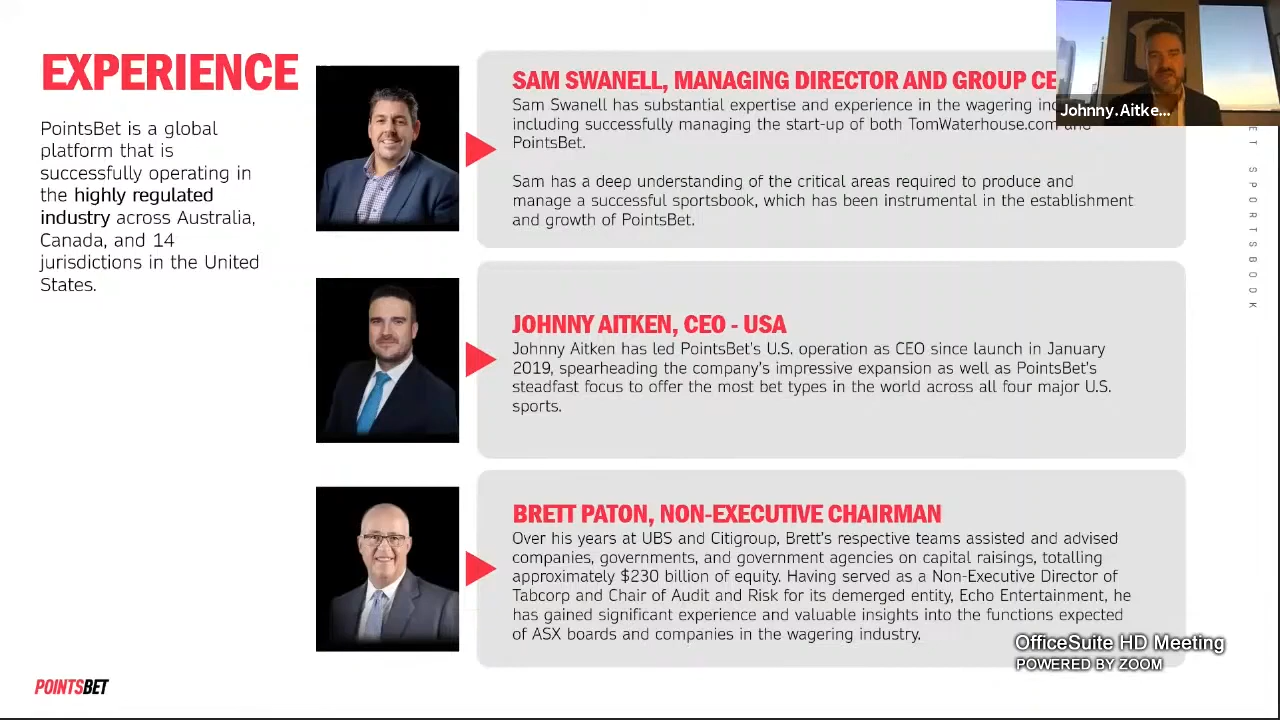 EXPERIENCE
PointsBet is a global
platform that is
successfully operating in
the highly regulated
industry across Australia,
Canada, and 14
jurisdictions in the United
States.
SAM SWANELL, MANAGING DIRECTOR AND GROUP CE
Sam Swanell has substantial expertise and experience in the wagering
including successfully managing the start-up of both TomWaterhouse.com and
PointsBet.
Sam has a deep understanding of the critical areas required to produce and
manage a successful sportsbook, which has been instrumental in the establishment
and growth of PointsBet.
JOHNNY AITKEN, CEO - USA
Johnny Aitken has led PointsBet's U.S. operation as CEO since launch in January
2019, spearheading the company's impressive expansion as well as PointsBet's
steadfast focus to offer the most bet types in the world across all four major U.S.
sports.
BRETT PATON, NON-EXECUTIVE CHAIRMAN
Over his years at UBS and Citigroup, Brett's respective teams assisted and advised
companies, governments, and government agencies on capital raisings, totalling
approximately $230 billion of equity. Having served as a Non-Executive Director of
Tabcorp and Chair of Audit and Risk for its demerged entity, Echo Entertainment, he
has gained significant experience and valuable insights into the functions expected
of ASX boards and companies in the wagering industry.
Johnny.Aitke...
ET SPORTSBOOK
OfficeSuite HD Meeting
POWERED BY ZOOM
POINTSBET